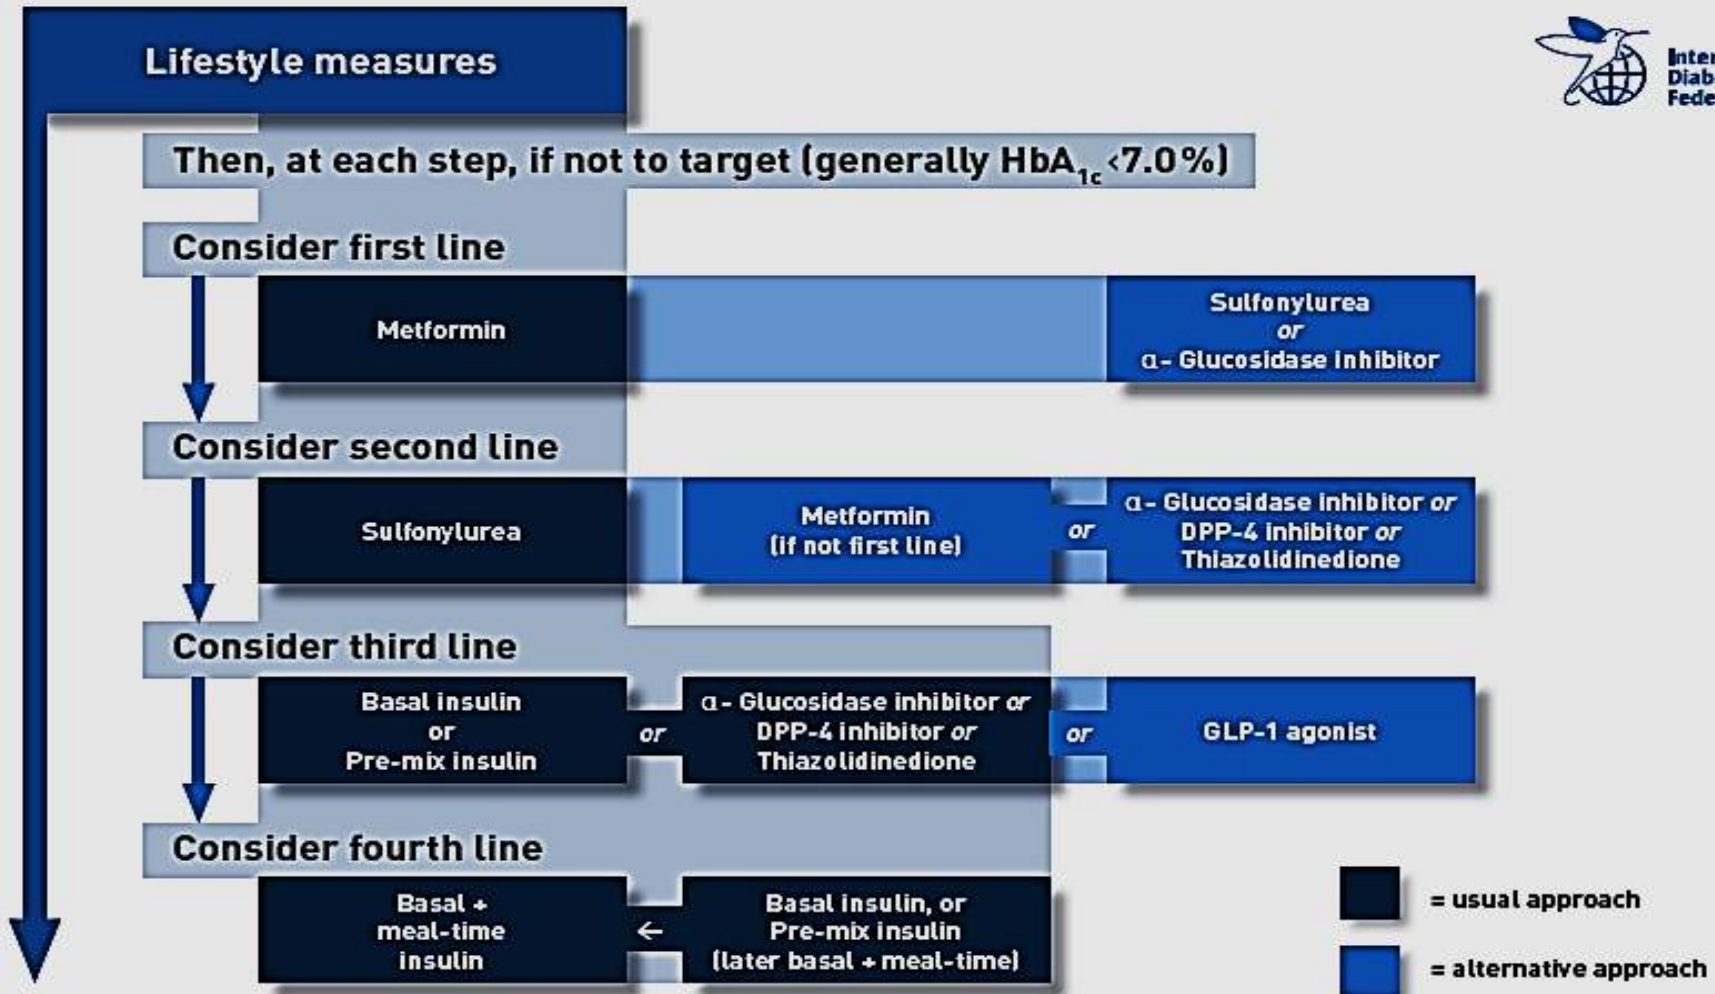 Lifestyle measures
Inter
Diab
Fede
Then, at each step, if not to target (generally HbA1c <7.0%)
Consider first line
Metformin
Sulfonylurea
or
α- Glucosidase inhibitor
Consider second line
Sulfonylurea
Metformin
(if not first line)
or
α- Glucosidase inhibitor or
DPP-4 inhibitor or
Thiazolidinedione
Consider third line
Basal insulin
or
Pre-mix insulin
or
α- Glucosidase inhibitor or
DPP-4 inhibitor or
Thiazolidinedione
or
GLP-1 agonist
Consider fourth line
Basal +
meal-time
insulin
←
Basal insulin, or
Pre-mix insulin
(later basal + meal-time)
= usual approach
= alternative approach